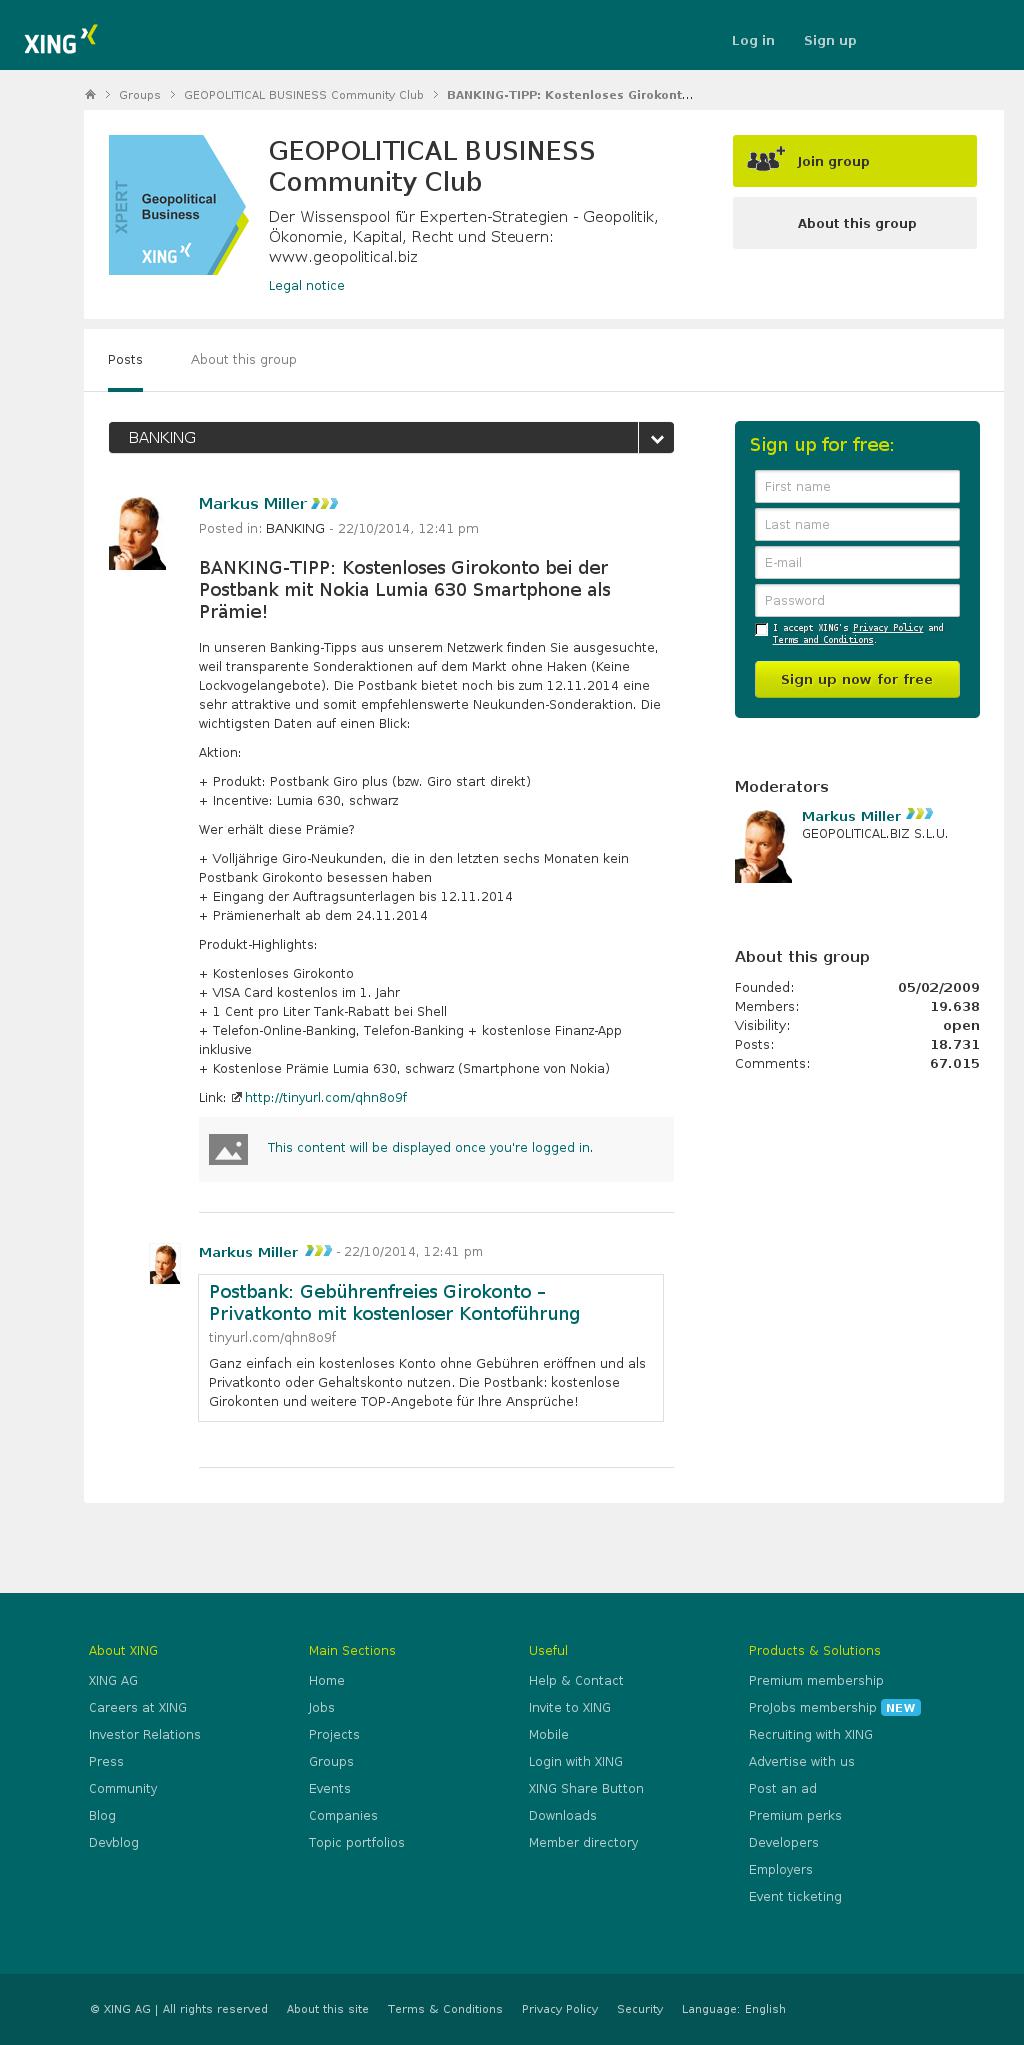 XING
Log in
Sign up
Groups
GEOPOLITICAL BUSINESS Community Club
BANKING-TIPP: Kostenloses Girokont...
XPERT
Geopolitical
Business
XING
GEOPOLITICAL BUSINESS
Community Club
Der Wissenspool für Experten-Strategien - Geopolitik,
Ökonomie, Kapital, Recht und Steuern:
www.geopolitical.biz
Legal notice
Join group
About this group
Posts
About this group
BANKING
Markus Miller
Posted in: BANKING - 22/10/2014, 12:41 pm
BANKING-TIPP: Kostenloses Girokonto bei der
Postbank mit Nokia Lumia 630 Smartphone als
Prämie!
In unseren Banking-Tipps aus unserem Netzwerk finden Sie ausgesuchte,
weil transparente Sonderaktionen auf dem Markt ohne Haken (Keine
Lockvogelangebote). Die Postbank bietet noch bis zum 12.11.2014 eine
sehr attraktive und somit empfehlenswerte Neukunden-Sonderaktion. Die
wichtigsten Daten auf einen Blick:
Aktion:
+ Produkt: Postbank Giro plus (bzw. Giro start direkt)
+ Incentive: Lumia 630, schwarz
Wer erhält diese Prämie?
+ Volljährige Giro-Neukunden, die in den letzten sechs Monaten kein
Postbank Girokonto besessen haben
+ Eingang der Auftragsunterlagen bis 12.11.2014
+ Prämienerhalt ab dem 24.11.2014
Produkt-Highlights:
+ Kostenloses Girokonto
+ VISA Card kostenlos im 1. Jahr
+ 1 Cent pro Liter Tank-Rabatt bei Shell
+ Telefon-Online-Banking, Telefon-Banking + kostenlose Finanz-App
inklusive
+ Kostenlose Prämie Lumia 630, schwarz (Smartphone von Nokia)
Link: http://tinyurl.com/qhn8o9f
This content will be displayed once you're logged in.
Markus Miller - 22/10/2014, 12:41 pm
Postbank: Gebührenfreies Girokonto –
Privatkonto mit kostenloser Kontoführung
tinyurl.com/qhn8o9f
Ganz einfach ein kostenloses Konto ohne Gebühren eröffnen und als
Privatkonto oder Gehaltskonto nutzen. Die Postbank: kostenlose
Girokonten und weitere TOP-Angebote für Ihre Ansprüche!
Sign up for free:
First name
Last name
E-mail
Password
I accept XING's Privacy Policy and
Terms and Conditions.
Sign up now for free
Moderators
Markus Miller
GEOPOLITICAL.BIZ S.L.U.
About this group
Founded: 05/02/2009
Members: 19.638
Visibility: open
Posts: 18.731
Comments: 67.015
About XING
XING AG
Careers at XING
Investor Relations
Press
Community
Blog
Devblog
Main Sections
Home
Jobs
Projects
Groups
Events
Companies
Topic portfolios
Useful
Help & Contact
Invite to XING
Mobile
Login with XING
XING Share Button
Downloads
Member directory
Products & Solutions
Premium membership
ProJobs membership NEW
Recruiting with XING
Advertise with us
Post an ad
Premium perks
Developers
Employers
Event ticketing
© XING AG | All rights reserved
About this site
Terms & Conditions
Privacy Policy
Security
Language: English